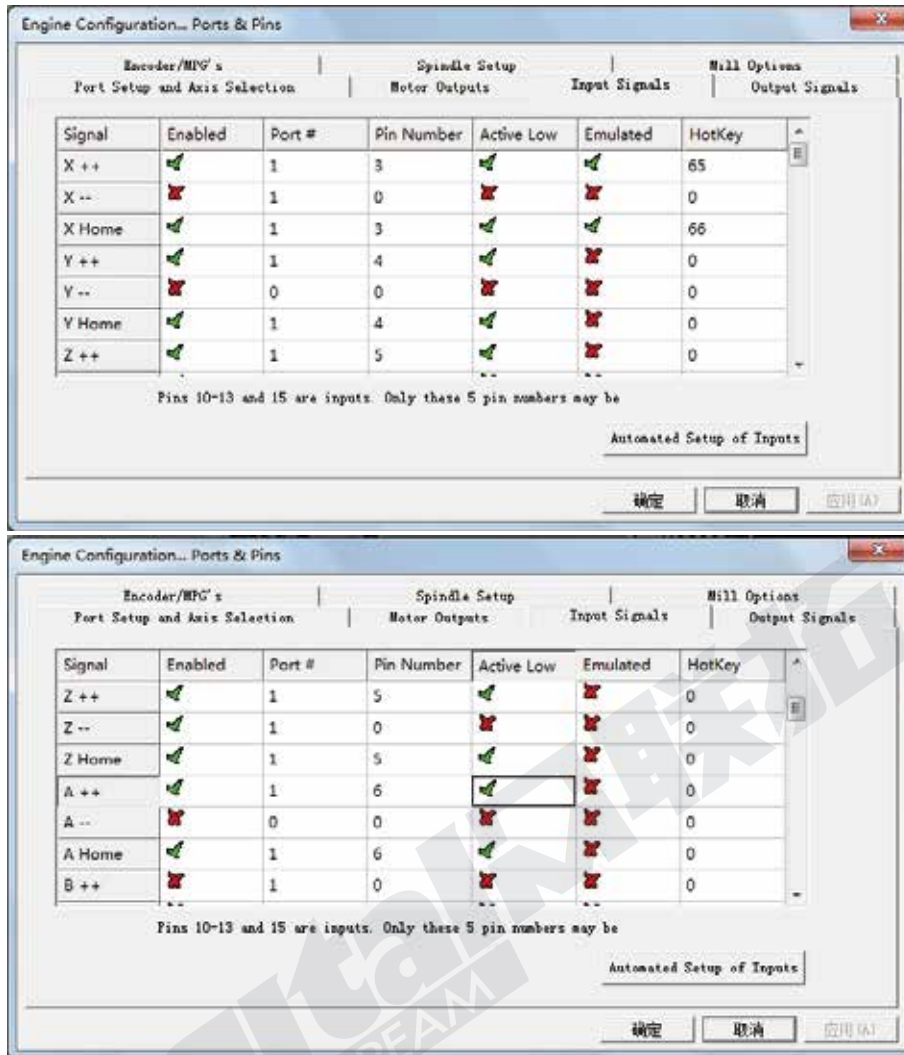 Engine Configuration... Ports & Pins
Encoder/MPG's Spindle Setup Mill Options
Port Setup and Axis Selection Motor Outputs Input Signals Output Signals
Signal Enabled Port # Pin Number Active Low Emulated HotKey
X ++ 1 3 65
X -- 1 0 0
X Home 1 3 66
Y ++ 1 4 0
Y -- 0 0 0
Y Home 1 4 0
Z ++ 1 5 0
Pins 10-13 and 15 are inputs. Only these 5 pin numbers may be
Automated Setup of Inputs
确定 取消 应用(A)
Engine Configuration... Ports & Pins
Encoder/MPG's Spindle Setup Mill Options
Port Setup and Axis Selection Motor Outputs Input Signals Output Signals
Signal Enabled Port # Pin Number Active Low Emulated HotKey
Z ++ 1 5 0
Z -- 1 0 0
Z Home 1 5 0
A ++ 1 6 0
A -- 0 0 0
A Home 1 6 0
B ++ 1 0 0
Pins 10-13 and 15 are inputs. Only these 5 pin numbers may be
Automated Setup of Inputs
确定 取消 应用(A)